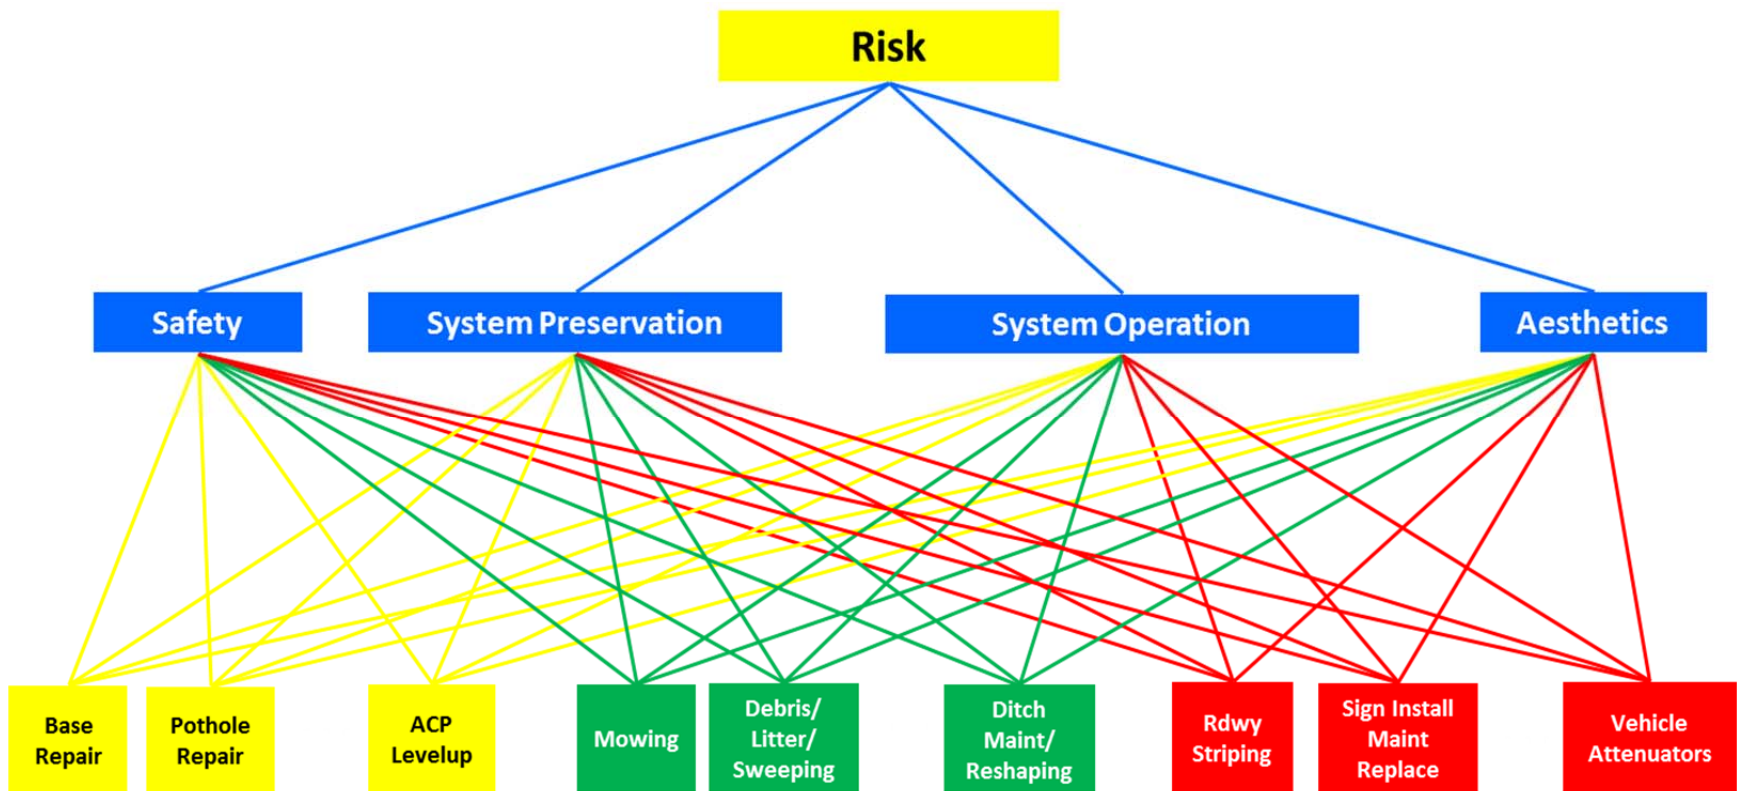 Risk
Safety
System Preservation
System Operation
Aesthetics
Base
Repair
Pothole
Repair
ACP
Levelup
Mowing
Debris/
Litter/
Sweeping
Ditch
Maint/
Reshaping
Rdwy
Striping
Sign Install
Maint
Replace
Vehicle
Attenuators